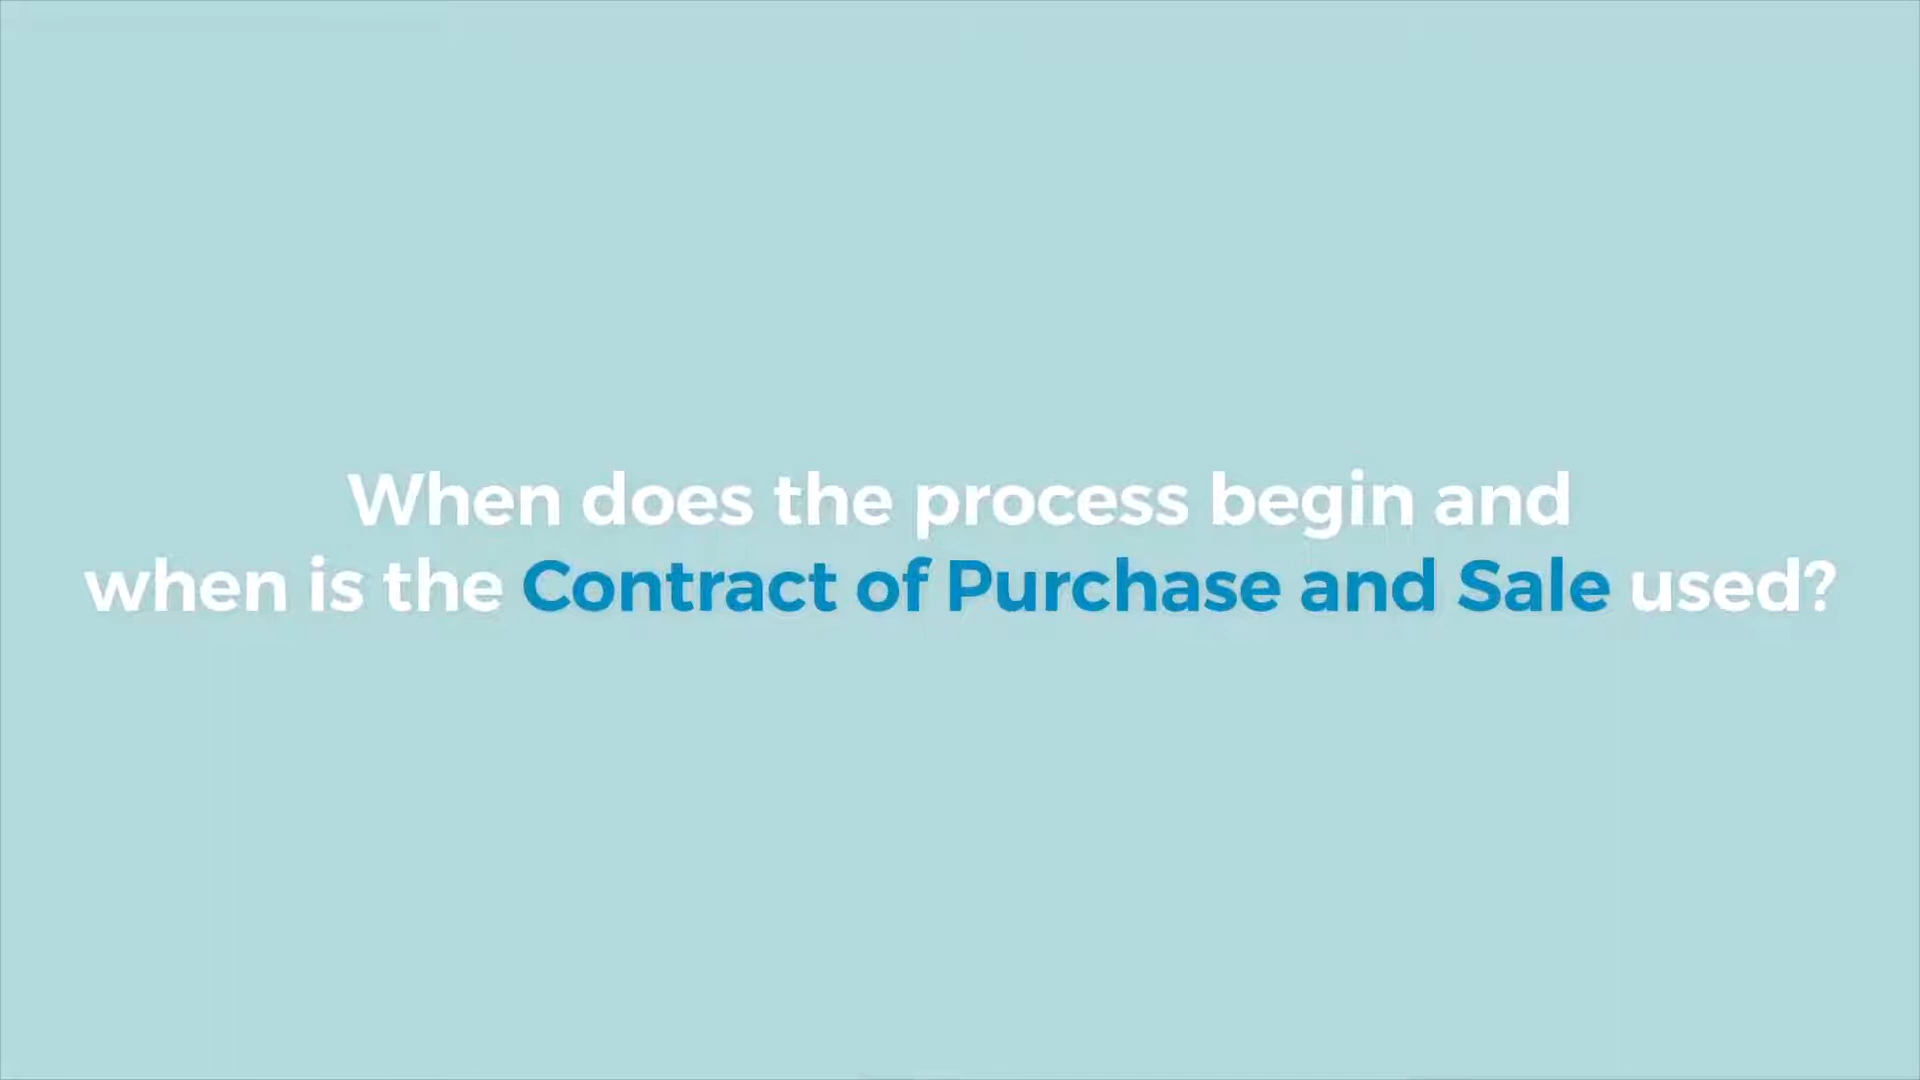 When does the process begin and
when is the Contract of Purchase and Sale used?